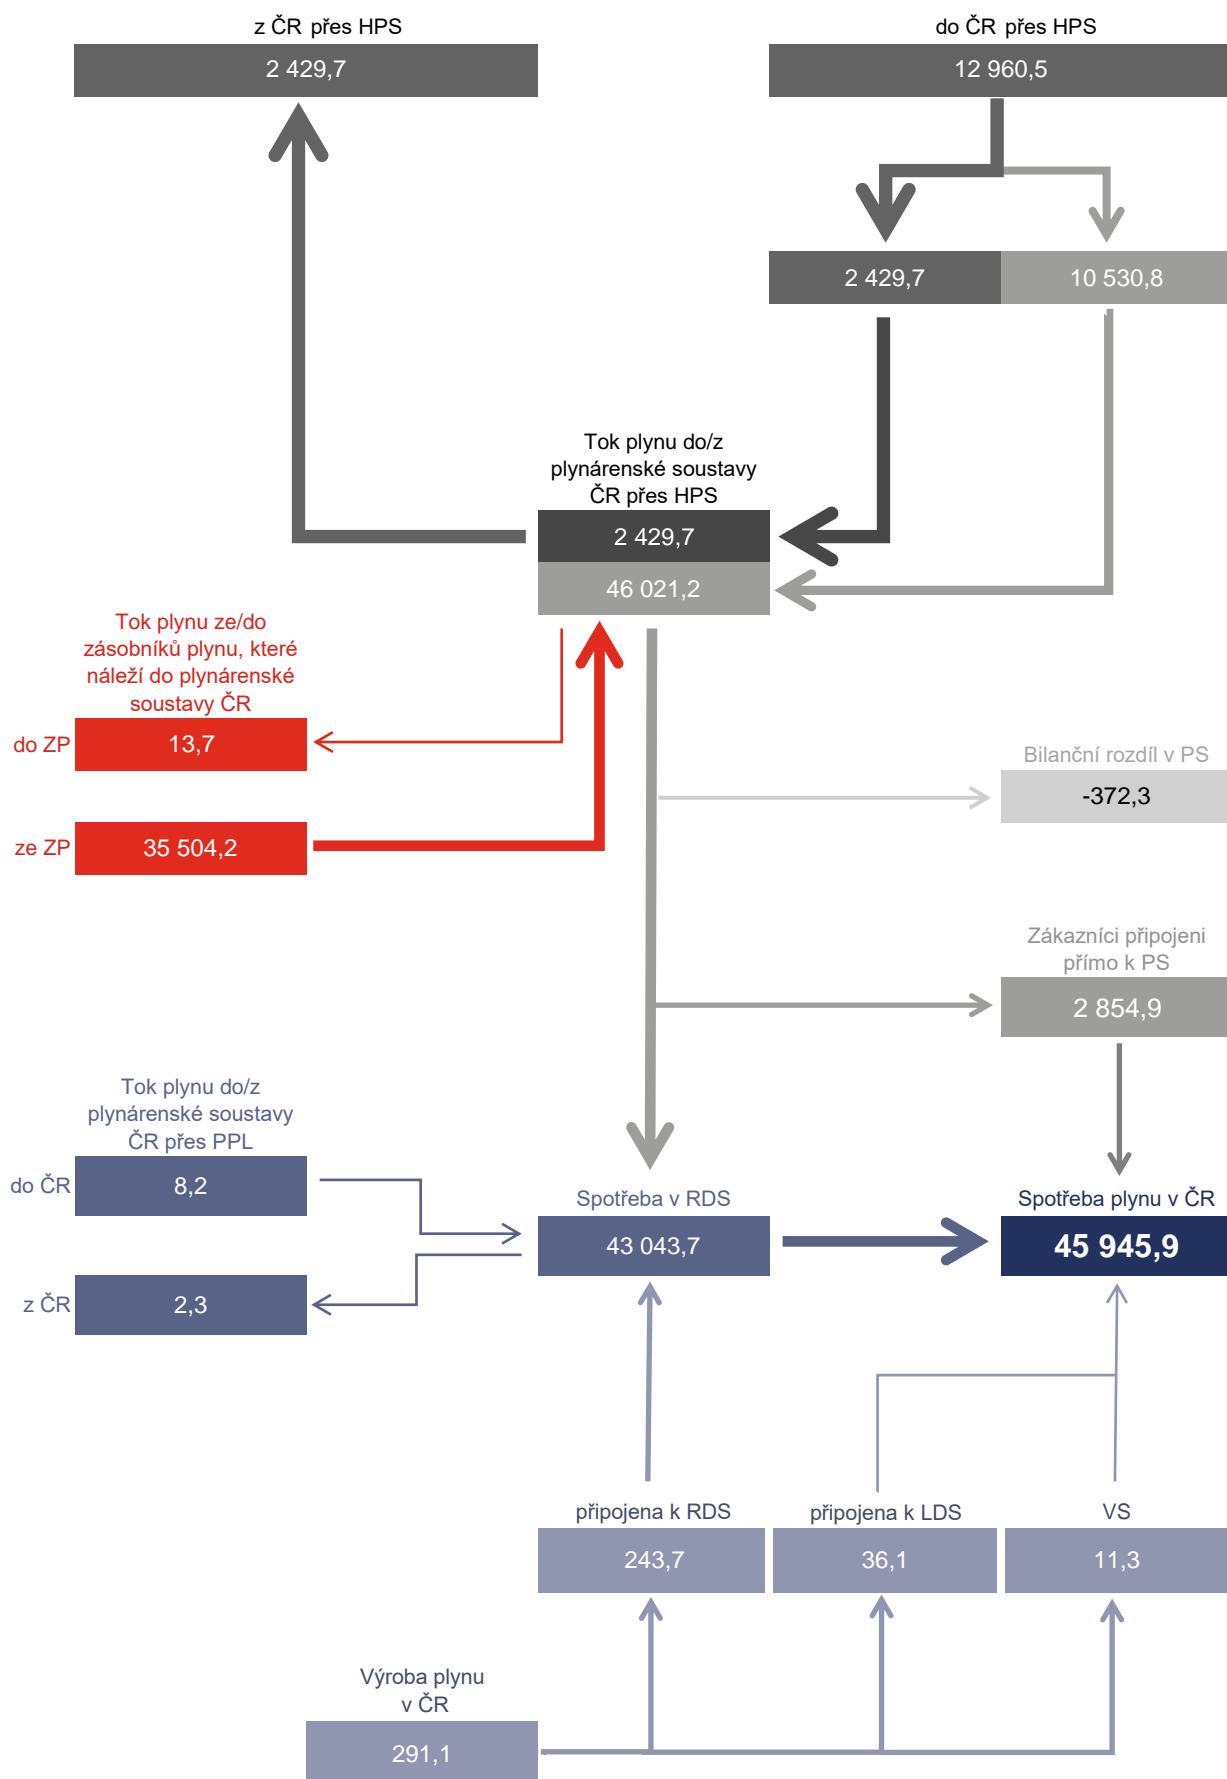 z ČR přes HPS
do ČR přes HPS
2 429,7
12 960,5
2 429,7
10 530,8
Tok plynu do/z
plynárenské soustavy
ČR přes HPS
2 429,7
46 021,2
Tok plynu ze/do
zásobníků plynu, které
náleží do plynárenské
soustavy ČR
do ZP
13,7
Bilanční rozdíl v PS
-372,3
ze ZP
35 504,2
Zákazníci připojeni
přímo k PS
2 854,9
Tok plynu do/z
plynárenské soustavy
ČR přes PPL
do ČR
8,2
Spotřeba v RDS
Spotřeba plynu v ČR
43 043,7
45 945,9
z ČR
2,3
připojena k RDS
připojena k LDS
VS
243,7
36,1
11,3
Výroba plynu
v ČR
291,1